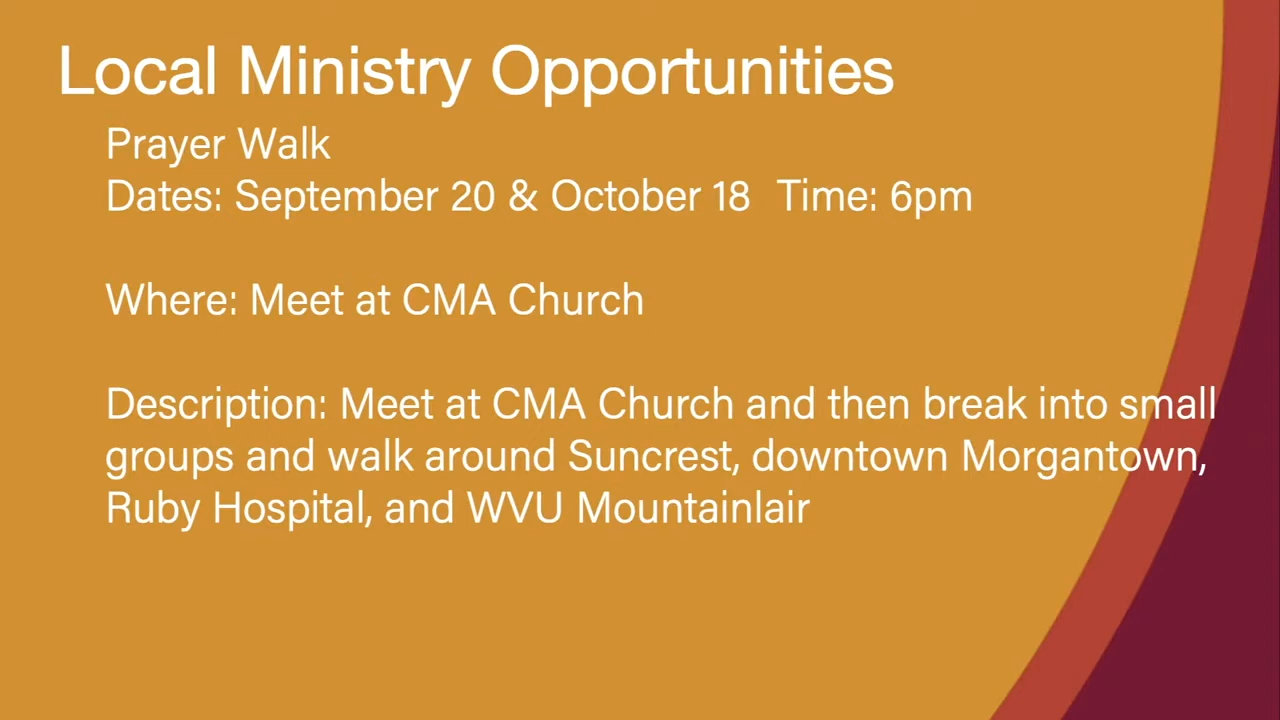 Local Ministry Opportunities
Prayer Walk
Dates: September 20 & October 18  Time: 6pm
Where: Meet at CMA Church
Description: Meet at CMA Church and then break into small
groups and walk around Suncrest, downtown Morgantown,
Ruby Hospital, and WVU Mountainlair